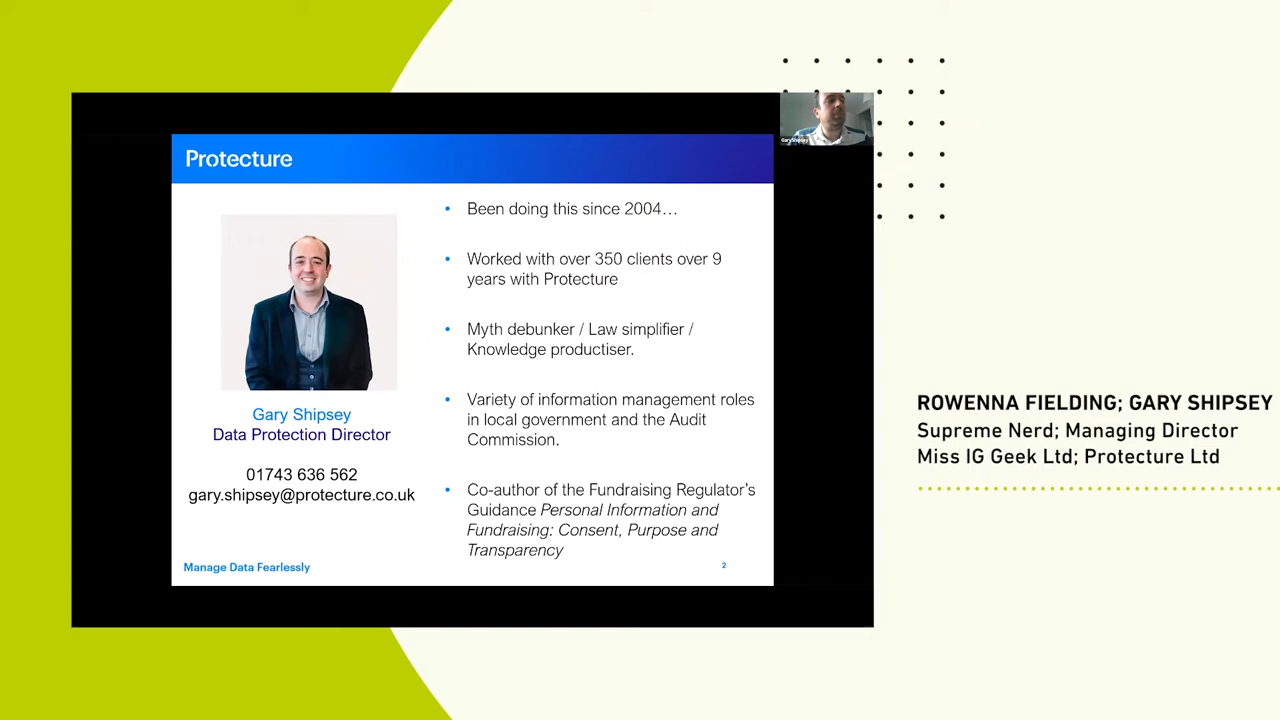 Protecture
Gary Shipsey
Data Protection Director
01743 636 562
gary.shipsey@protecture.co.uk
• Been doing this since 2004…
• Worked with over 350 clients over 9
years with Protecture
• Myth debunker / Law simplifier /
Knowledge productiser.
• Variety of information management roles
in local government and the Audit
Commission.
• Co-author of the Fundraising Regulator's
Guidance Personal Information and
Fundraising: Consent, Purpose and
Transparency
Manage Data Fearlessly
2
Gary Shipsey
ROWENNA FIELDING; GARY SHIPSEY
Supreme Nerd; Managing Director
Miss IG Geek Ltd; Protecture Ltd